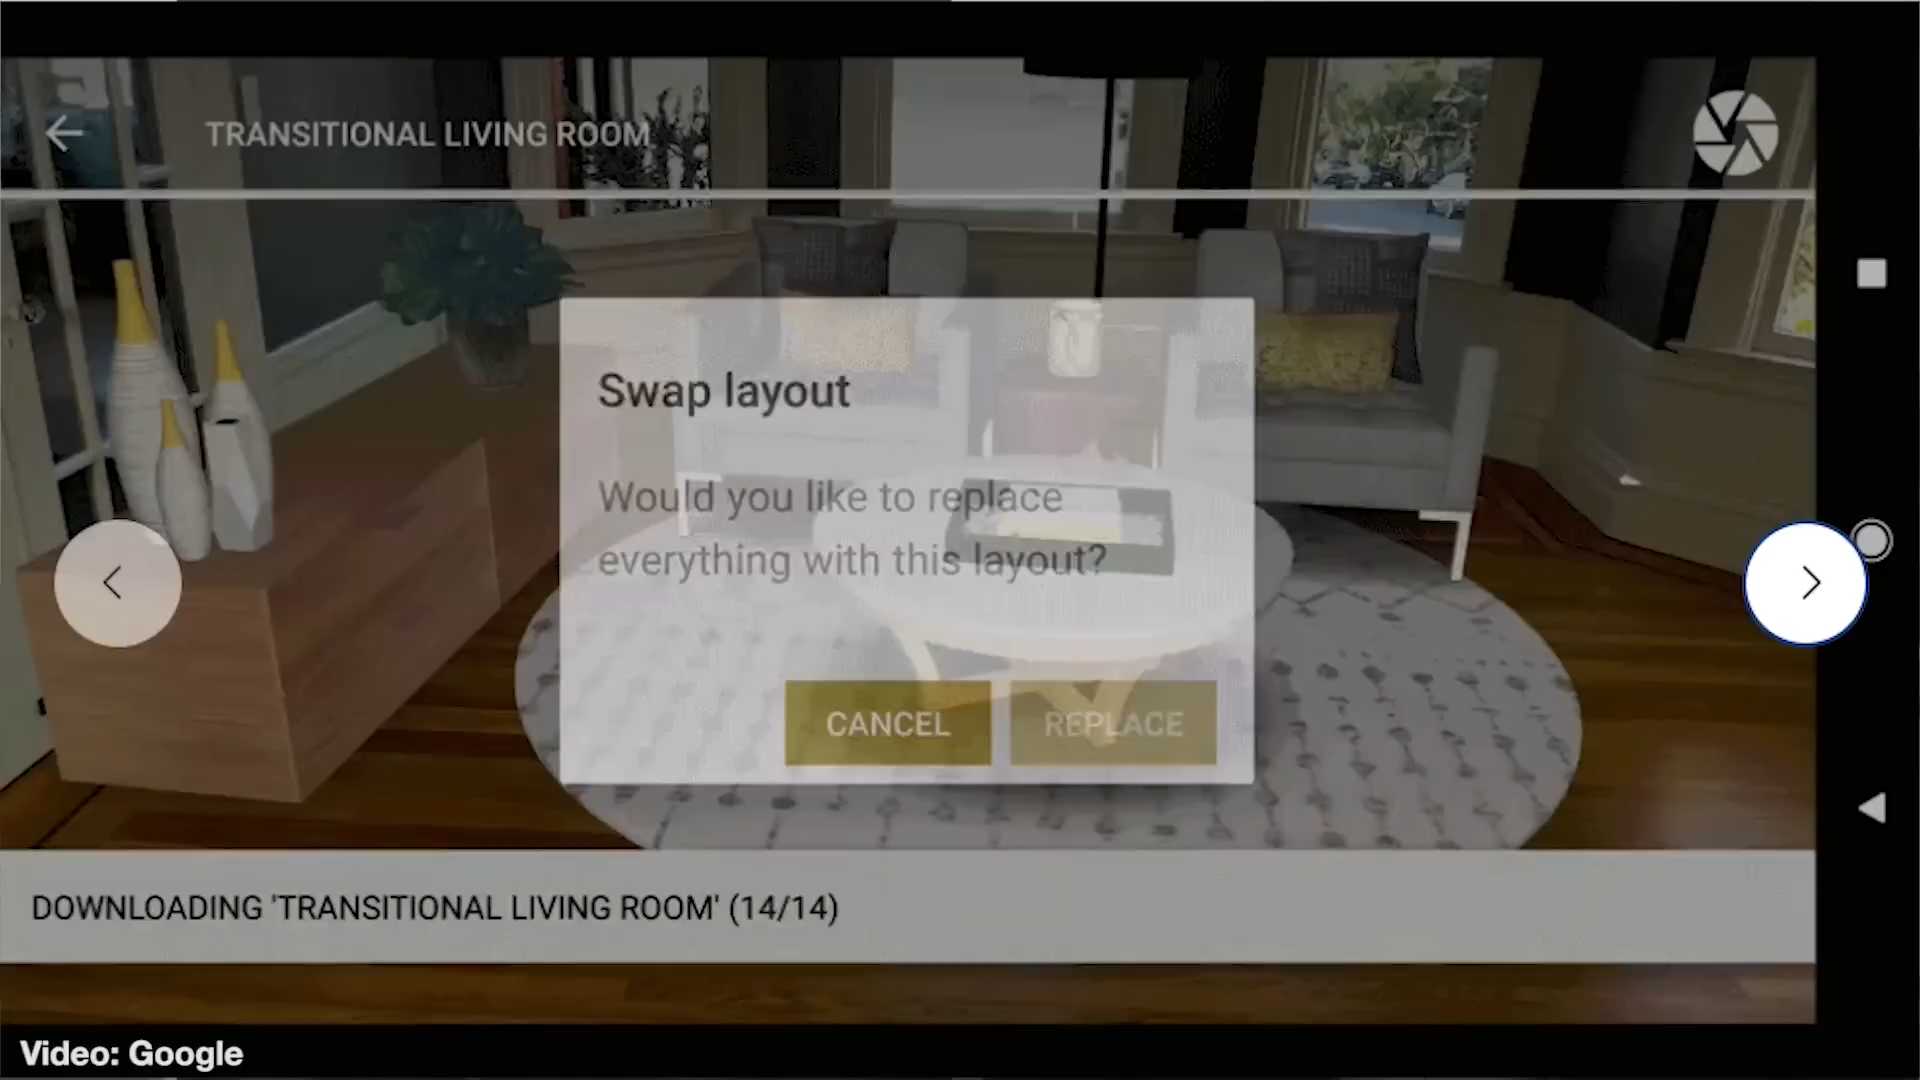 TRANSITIONAL LIVING ROOM
Swap layout
Would you like to replace
everything with this layout?
CANCEL
REPLACE
DOWNLOADING 'TRANSITIONAL LIVING ROOM' (14/14)
Video: Google